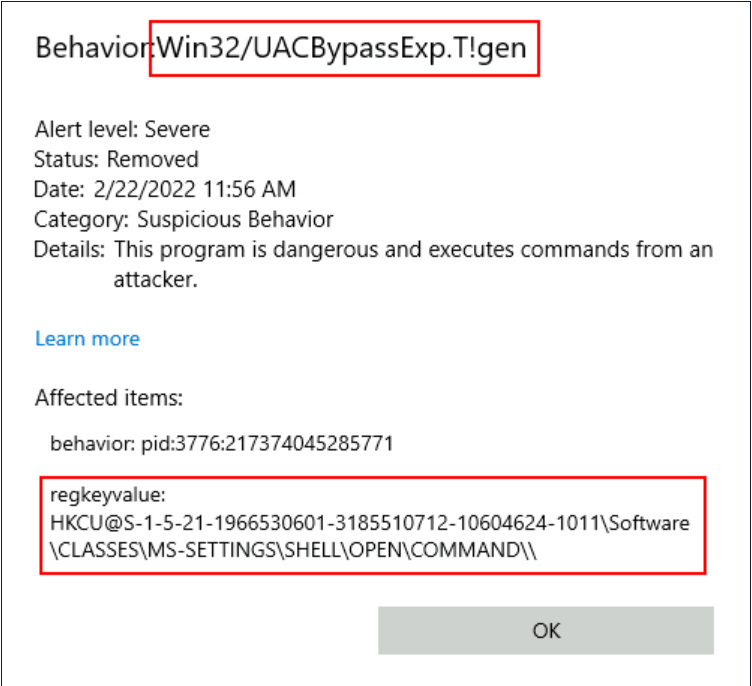 Behavior:Win32/UACBypassExp.T!gen
Alert level: Severe
Status: Removed
Date: 2/22/2022 11:56 AM
Category: Suspicious Behavior
Details: This program is dangerous and executes commands from an
attacker.
Learn more
Affected items:
behavior: pid:3776:217374045285771
regkeyvalue:
HKCU@S-1-5-21-1966530601-3185510712-10604624-1011\Software
\CLASSES\MS-SETTINGS\SHELL\OPEN\COMMAND\\
OK